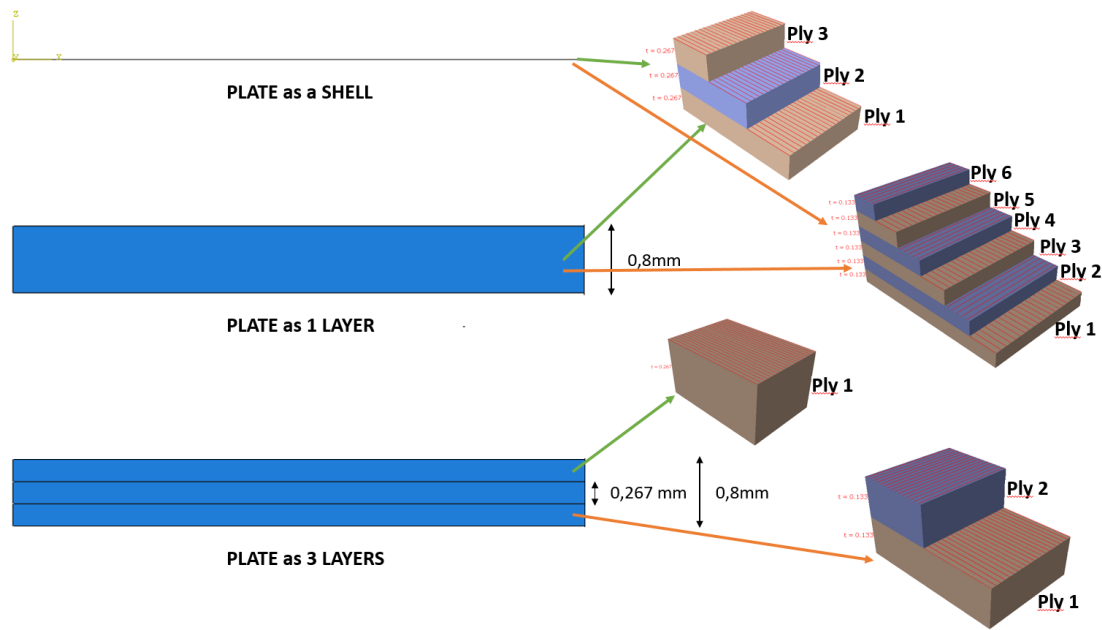 z
Y
x
PLATE as a SHELL
t = 0.267
t = 0.267
t = 0.267
Ply 3
Ply 2
Ply 1
0,8mm
PLATE as 1 LAYER
t = 0.133
t = 0.133
t = 0.133
t = 0.133
t = 0.133
t = 0.133
Ply 6
Ply 5
Ply 4
Ply 3
Ply 2
Ply 1
t = 0.267
Ply 1
0,267 mm
0,8mm
PLATE as 3 LAYERS
t = 0.133
t = 0.133
Ply 2
Ply 1